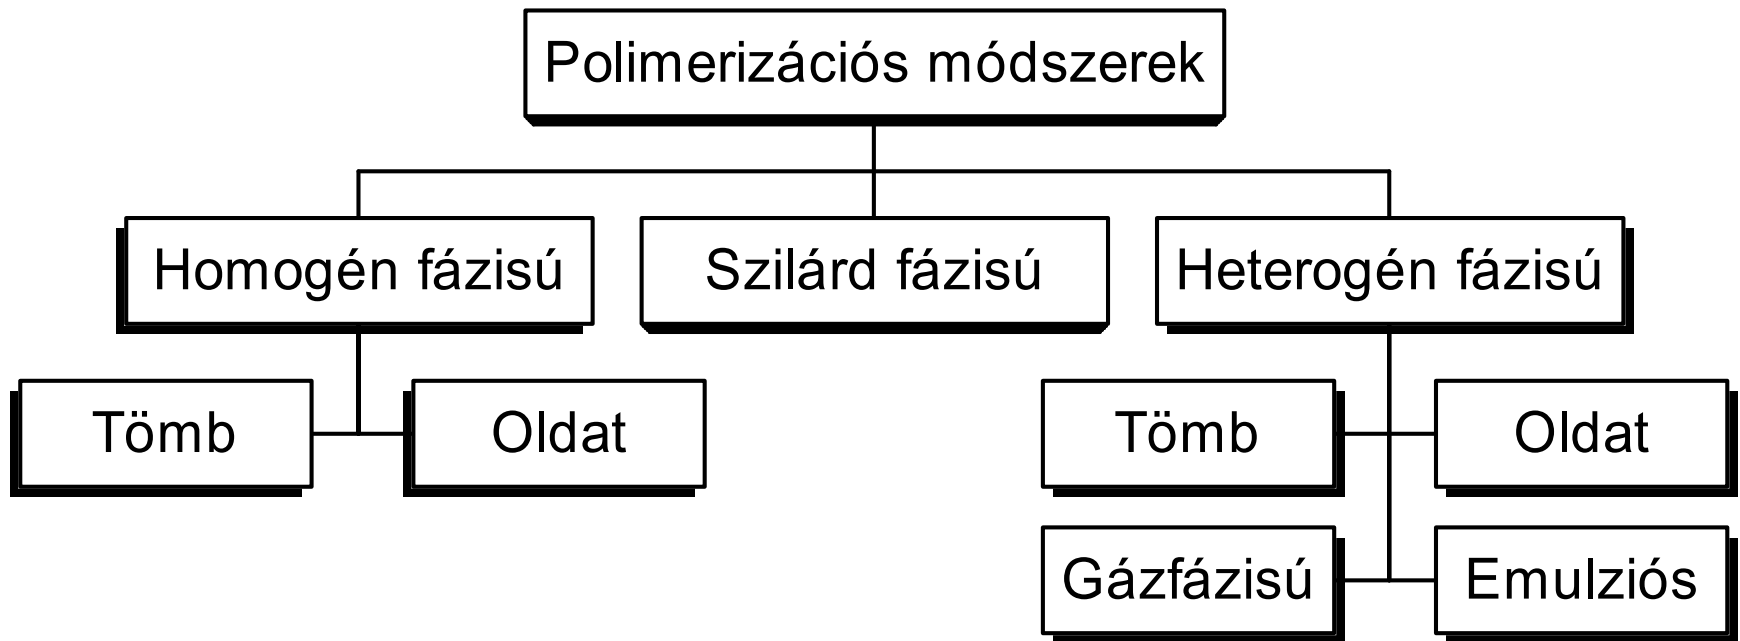 Polimerizációs módszerek
Homogén fázisú
Szilárd fázisú
Heterogén fázisú
Tömb
Oldat
Tömb
Oldat
Gázfázisú
Emulziós